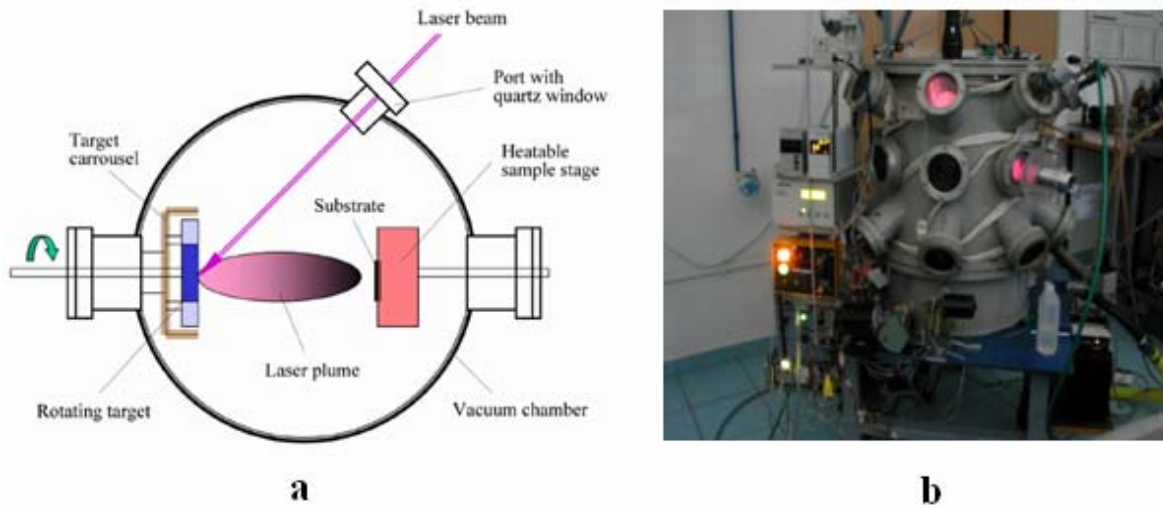 Laser beam
Port with
quartz window
Target
carrousel
Heatable
sample stage
Substrate
Laser plume
Rotating target
Vacuum chamber
a
b